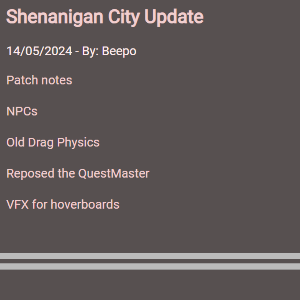 Shenanigan City Update
14/05/2024 - By: Beepo
Patch notes
NPCs
Old Drag Physics
Reposed the QuestMaster
VFX for hoverboards